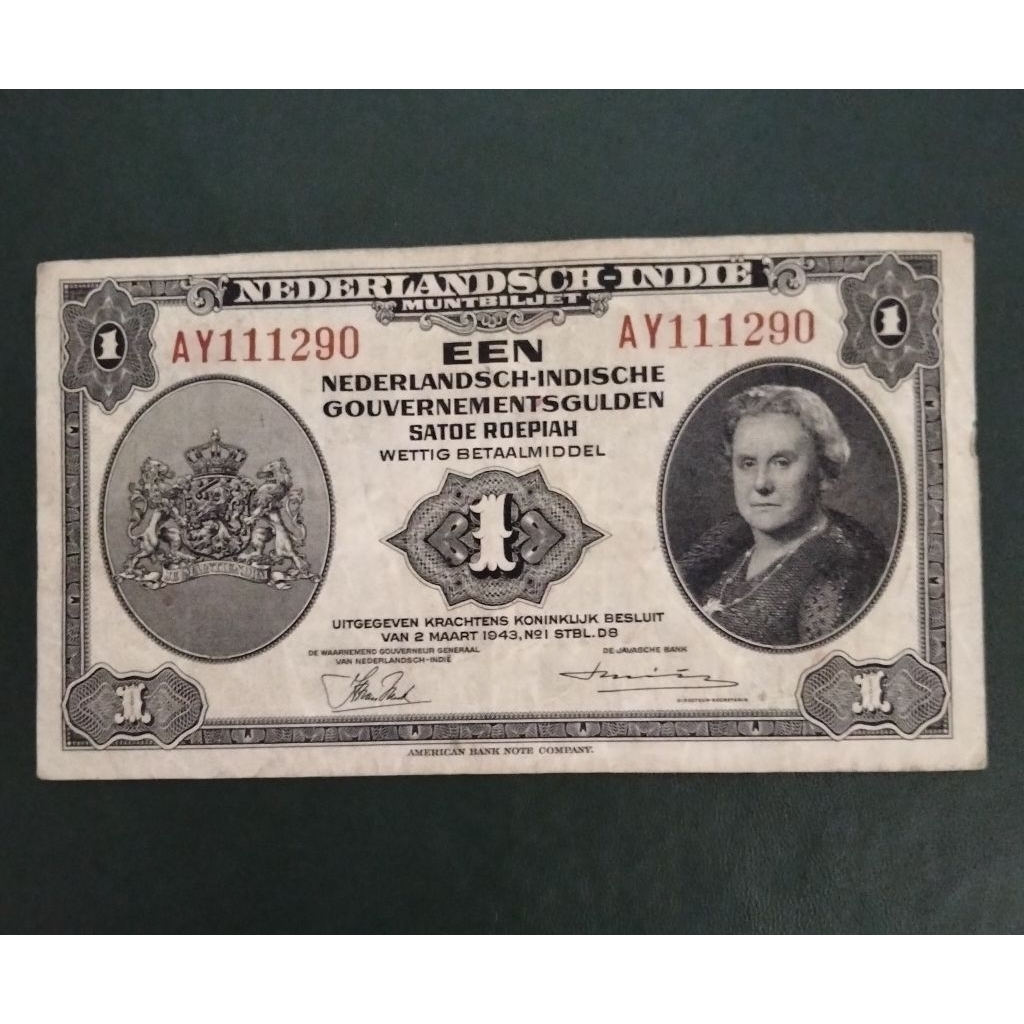 NEDERLANDSCH-INDIË
MUNTBILJET
1
1
AY111290
AY111290
EEN
NEDERLANDSCH-INDISCHE
GOUVERNEMENTSGULDEN
SATOE ROEPIAH
WETTIG BETAALMIDDEL
1
UITGEGEVEN KRACHTENS KONINKLIJK BESLUIT
VAN 2 MAART 1943, No1 STBL. D8
DE WAARNEMEND GOUVERNEUR GENERAAL
VAN NEDERLANDSCH-INDIË
DE JAVASCHE BANK
DIRECTEUR-SECRETARIS
1
1
AMERICAN BANK NOTE COMPANY.